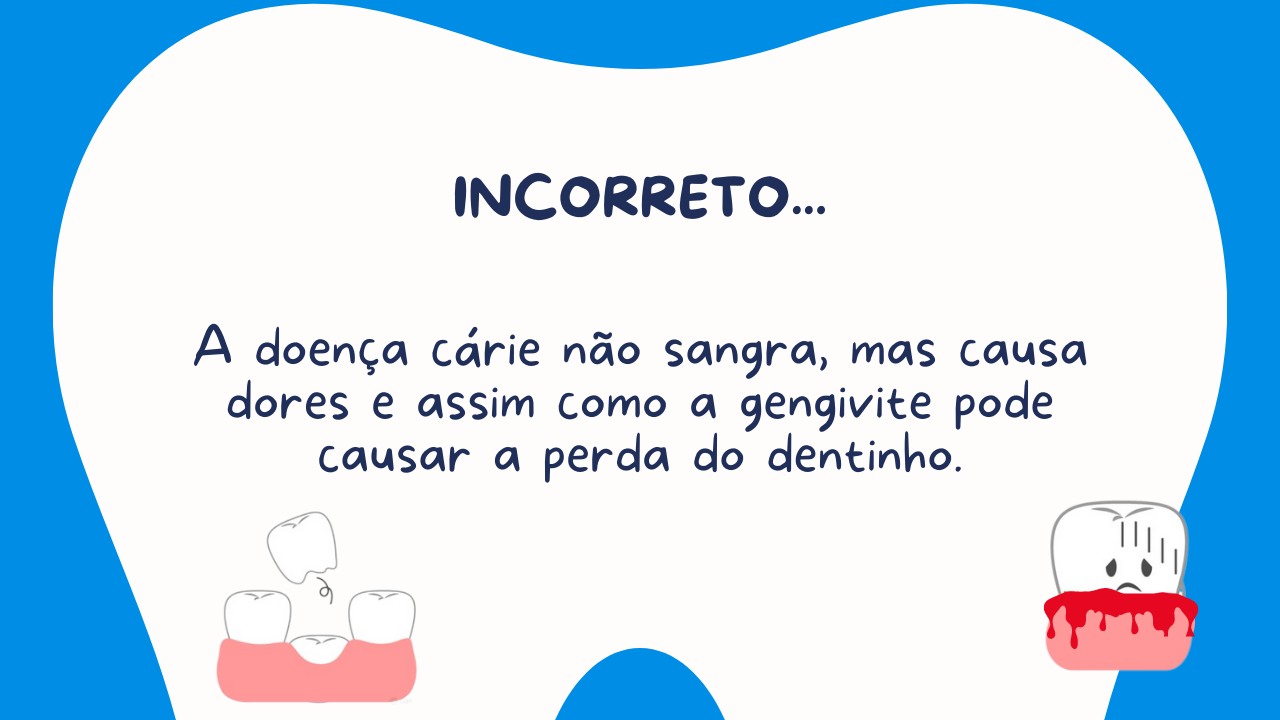 INCORRETO...
A doença cárie não sangra, mas causa
dores e assim como a gengivite pode
causar a perda do dentinho.